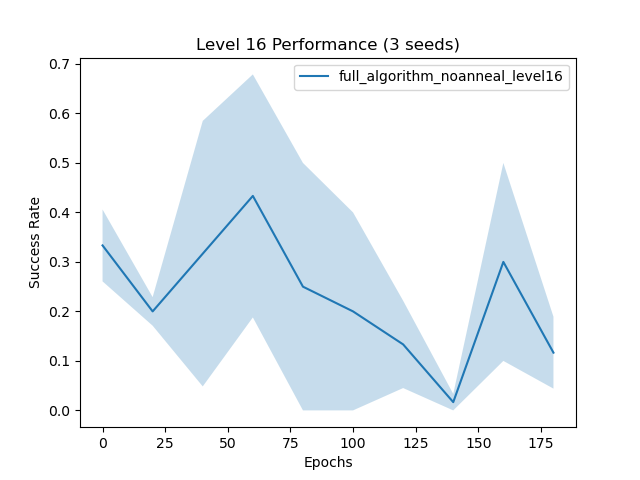 Level 16 Performance (3 seeds)
full_algorithm_noanneal_level16
Success Rate
0.7
0.6
0.5
0.4
0.3
0.2
0.1
0.0
0 25 50 75 100 125 150 175
Epochs